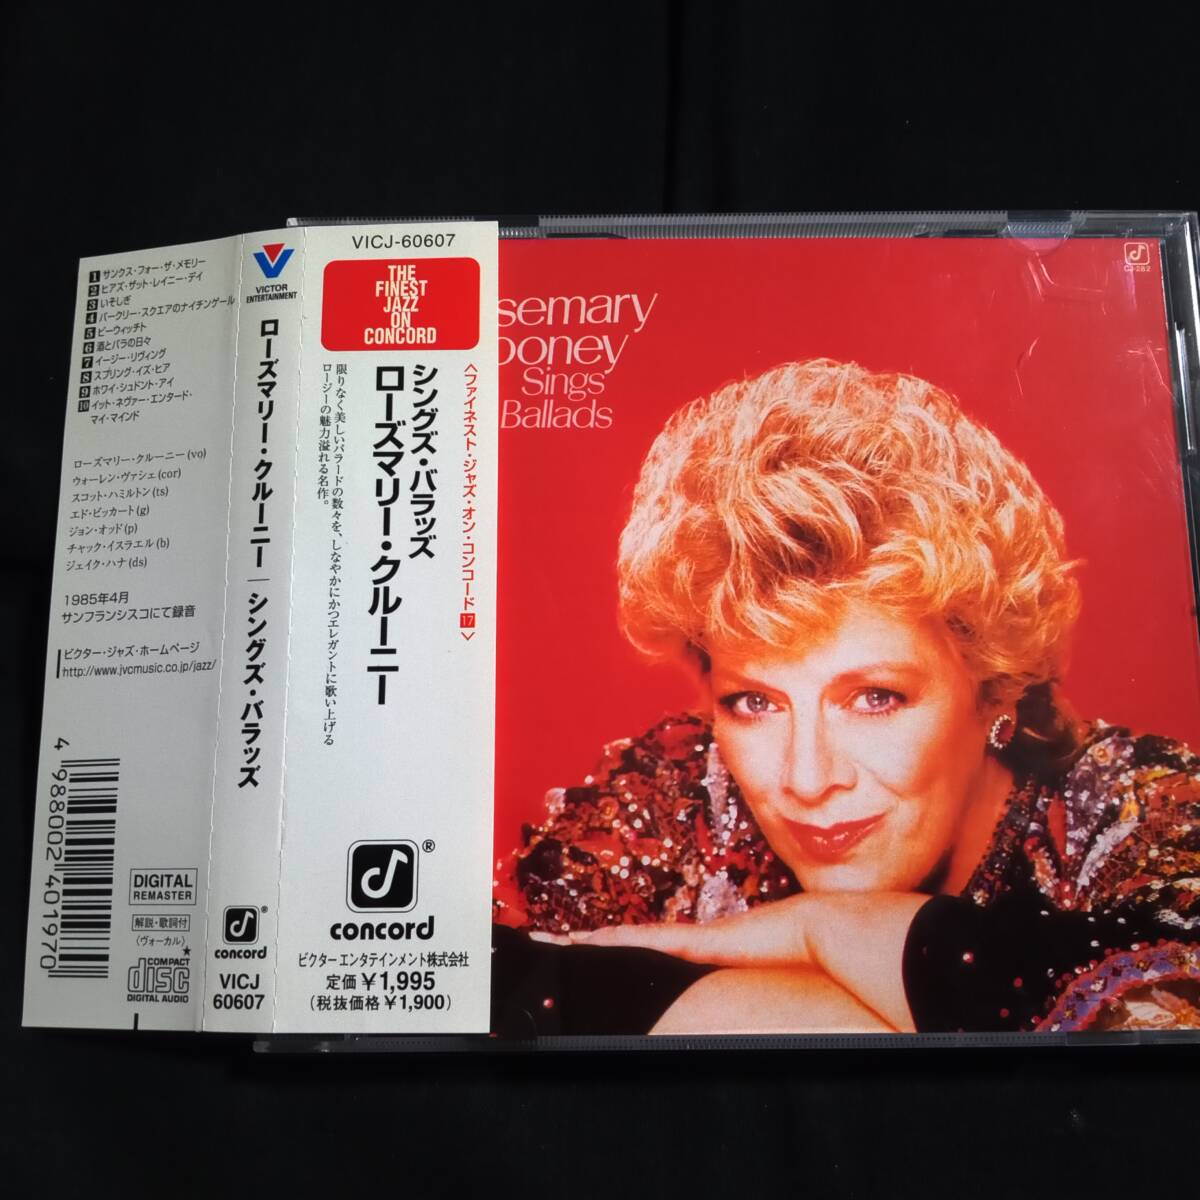 1 サンクス・フォー・ザ・メモリー
2 ヒアズ・ザット・レイニー・デイ
3 いそしぎ
4 バークリー・スクエアのナイチンゲール
5 ビーウィッチト
6 酒とバラの日々
7 イージー・リヴィング
8 スプリング・イズ・ヒア
9 ホワイ・シュドント・アイ
10 イット・ネヴァー・エンタード・
マイ・マインド
ローズマリー・クルーニー(vo)
ウォーレン・ヴァシェ(cor)
スコット・ハミルトン(ts)
エド・ビッカート(g)
ジョン・オッド(p)
チャック・イスラエル(b)
ジェイク・ハナ(ds)
1985年4月
サンフランシスコにて録音
ビクター・ジャズ・ホームページ
http://www.jvcmusic.co.jp/jazz/
4 988002 401970
DIGITAL
REMASTER
解説・歌詞付
〈ヴォーカル〉★
COMPACT
disc
DIGITAL AUDIO
VICTOR
ENTERTAINMENT
ローズマリー・クルーニー|シングズ・バラッズ
®
concord
VICJ
60607
VICJ-60607
THE
FINEST
JAZZ
ON
CONCORD
〈ファイネスト・ジャズ・オン・コンコード17〉
シングズ・バラッズ
ローズマリー・クルーニー
限りなく美しいバラードの数々を、しなやかにかつエレガントに歌い上げる
ロージーの魅力溢れる名作。
®
concord
ビクターエンタテインメント株式会社
定価￥1,995
(税抜価格￥1,900)
semary
ooney
Sings
Ballads
CJ-282